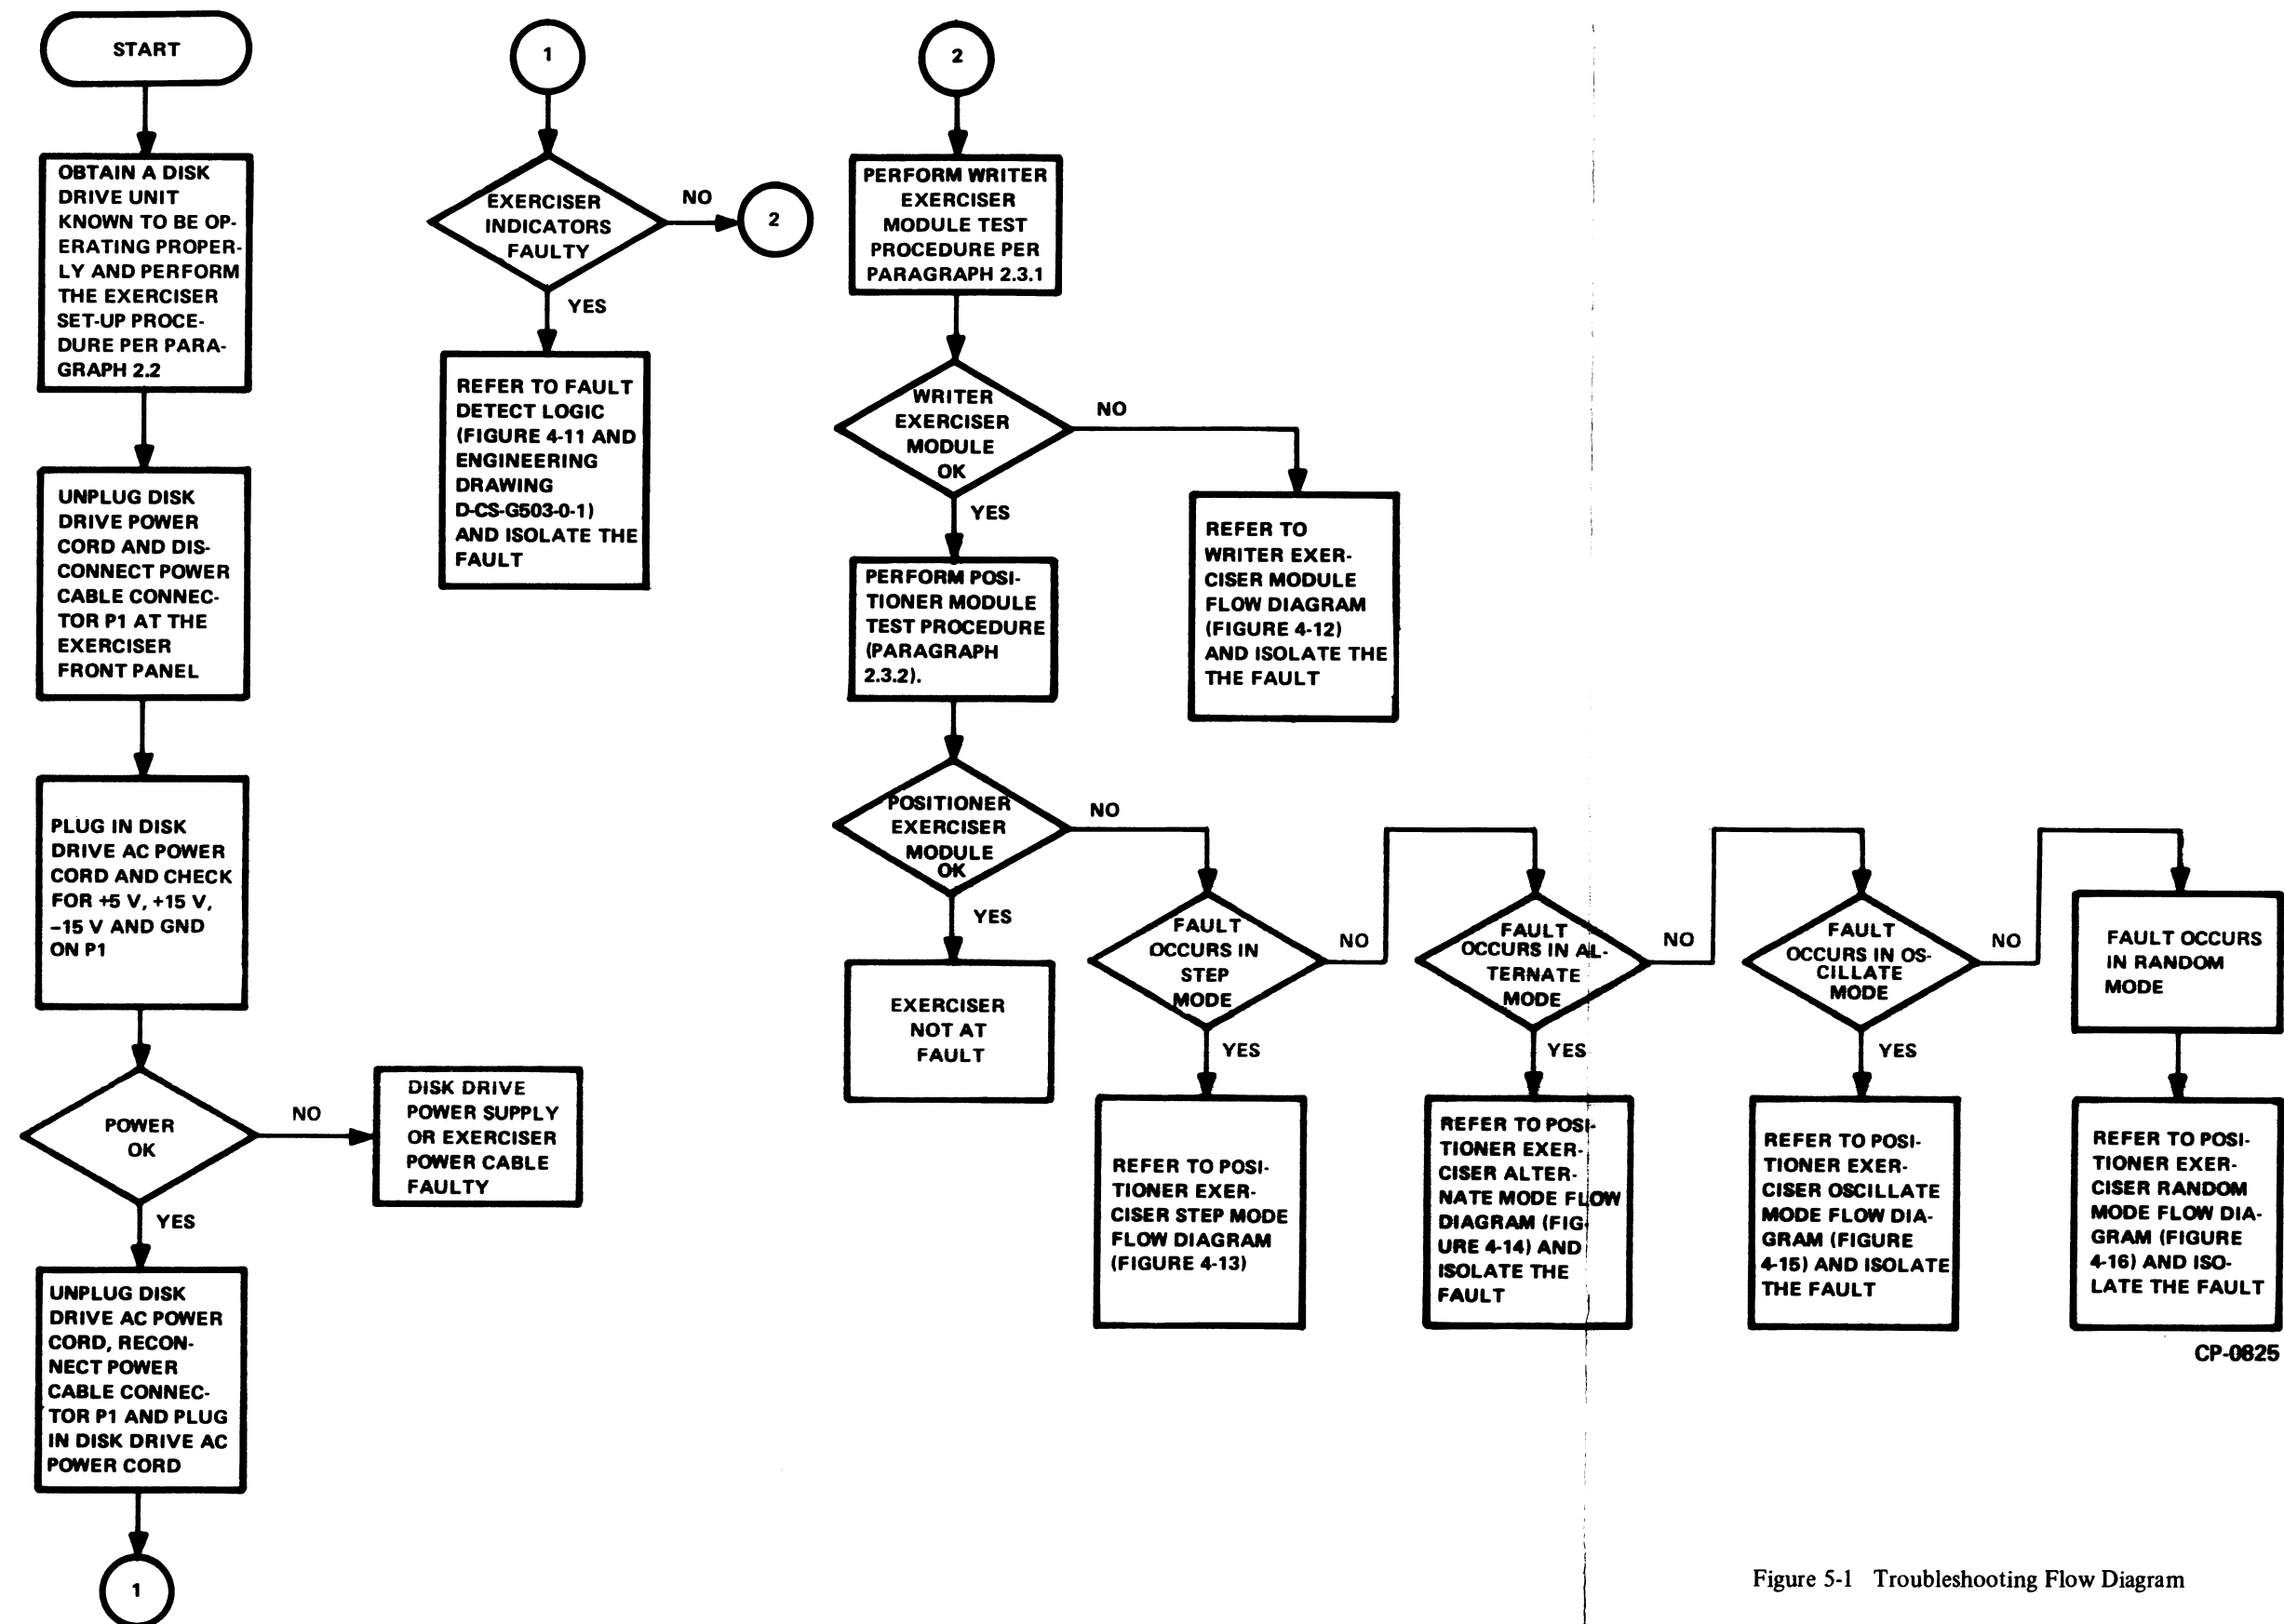 START
OBTAIN A DISK
DRIVE UNIT
KNOWN TO BE OP-
ERATING PROPER-
LY AND PERFORM
THE EXERCISER
SET-UP PROCE-
DURE PER PARA-
GRAPH 2.2
UNPLUG DISK
DRIVE POWER
CORD AND DIS-
CONNECT POWER
CABLE CONNEC-
TOR P1 AT THE
EXERCISER
FRONT PANEL
PLUG IN DISK
DRIVE AC POWER
CORD AND CHECK
FOR +5 V, +15 V,
-15 V AND GND
ON P1
POWER
OK
NO
DISK DRIVE
POWER SUPPLY
OR EXERCISER
POWER CABLE
FAULTY
YES
UNPLUG DISK
DRIVE AC POWER
CORD, RECON-
NECT POWER
CABLE CONNEC-
TOR P1 AND PLUG
IN DISK DRIVE AC
POWER CORD
1
1
EXERCISER
INDICATORS
FAULTY
NO
2
YES
REFER TO FAULT
DETECT LOGIC
(FIGURE 4-11 AND
ENGINEERING
DRAWING
D-CS-G503-0-1)
AND ISOLATE THE
FAULT
2
PERFORM WRITER
EXERCISER
MODULE TEST
PROCEDURE PER
PARAGRAPH 2.3.1
WRITER
EXERCISER
MODULE
OK
NO
REFER TO
WRITER EXER-
CISER MODULE
FLOW DIAGRAM
(FIGURE 4-12)
AND ISOLATE THE
THE FAULT
YES
PERFORM POSI-
TIONER MODULE
TEST PROCEDURE
(PARAGRAPH
2.3.2).
POSITIONER
EXERCISER
MODULE
OK
NO
YES
EXERCISER
NOT AT
FAULT
FAULT
OCCURS IN
STEP
MODE
NO
YES
REFER TO POSI-
TIONER EXER-
CISER STEP MODE
FLOW DIAGRAM
(FIGURE 4-13)
FAULT
OCCURS IN AL-
TERNATE
MODE
NO
YES
REFER TO POSI-
TIONER EXER-
CISER ALTER-
NATE MODE FLOW
DIAGRAM (FIG-
URE 4-14) AND
ISOLATE THE
FAULT
FAULT
OCCURS IN OS-
CILLATE
MODE
NO
YES
REFER TO POSI-
TIONER EXER-
CISER OSCILLATE
MODE FLOW DIA-
GRAM (FIGURE
4-15) AND ISOLATE
THE FAULT
FAULT OCCURS
IN RANDOM
MODE
REFER TO POSI-
TIONER EXER-
CISER RANDOM
MODE FLOW DIA-
GRAM (FIGURE
4-16) AND ISO-
LATE THE FAULT
CP-0825
Figure 5-1 Troubleshooting Flow Diagram